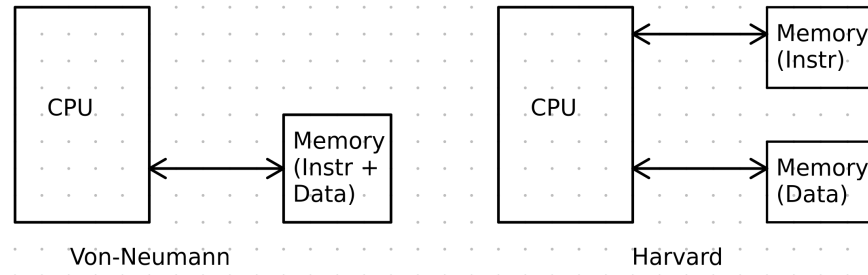 CPU
Memory
(Instr +
Data)
Von-Neumann
CPU
Memory
(Instr)
Memory
(Data)
Harvard